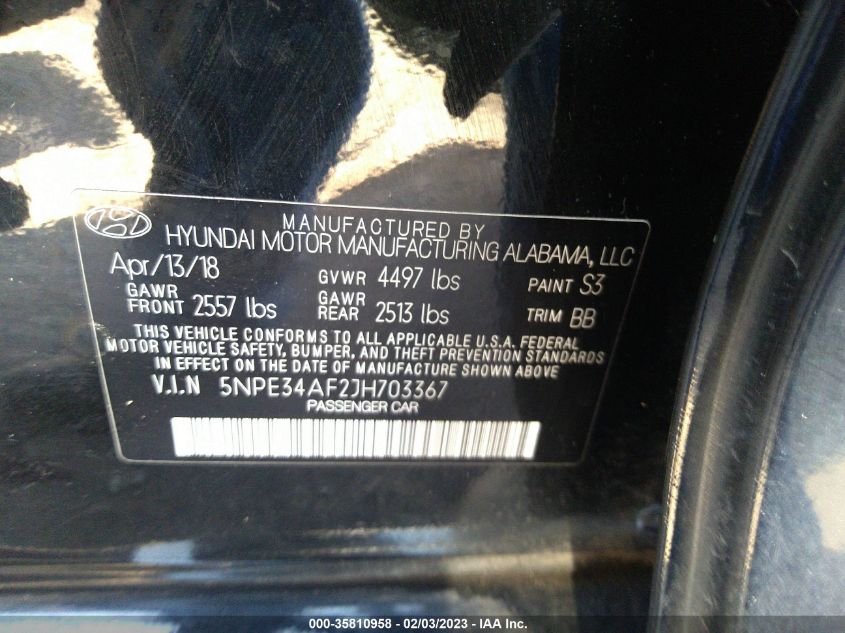 MANUFACTURED BY
HYUNDAI MOTOR MANUFACTURING ALABAMA, LLC
Apr/13/18 GVWR 4497 lbs PAINT S3
GAWR FRONT 2557 lbs GAWR REAR 2513 lbs TRIM BB
THIS VEHICLE CONFORMS TO ALL APPLICABLE U.S.A. FEDERAL
MOTOR VEHICLE SAFETY, BUMPER, AND THEFT PREVENTION STANDARDS
IN EFFECT ON THE DATE OF MANUFACTURE SHOWN ABOVE
V.I.N 5NPE34AF2JH703367
PASSENGER CAR
000-35810958 - 02/03/2023 - IAA Inc.